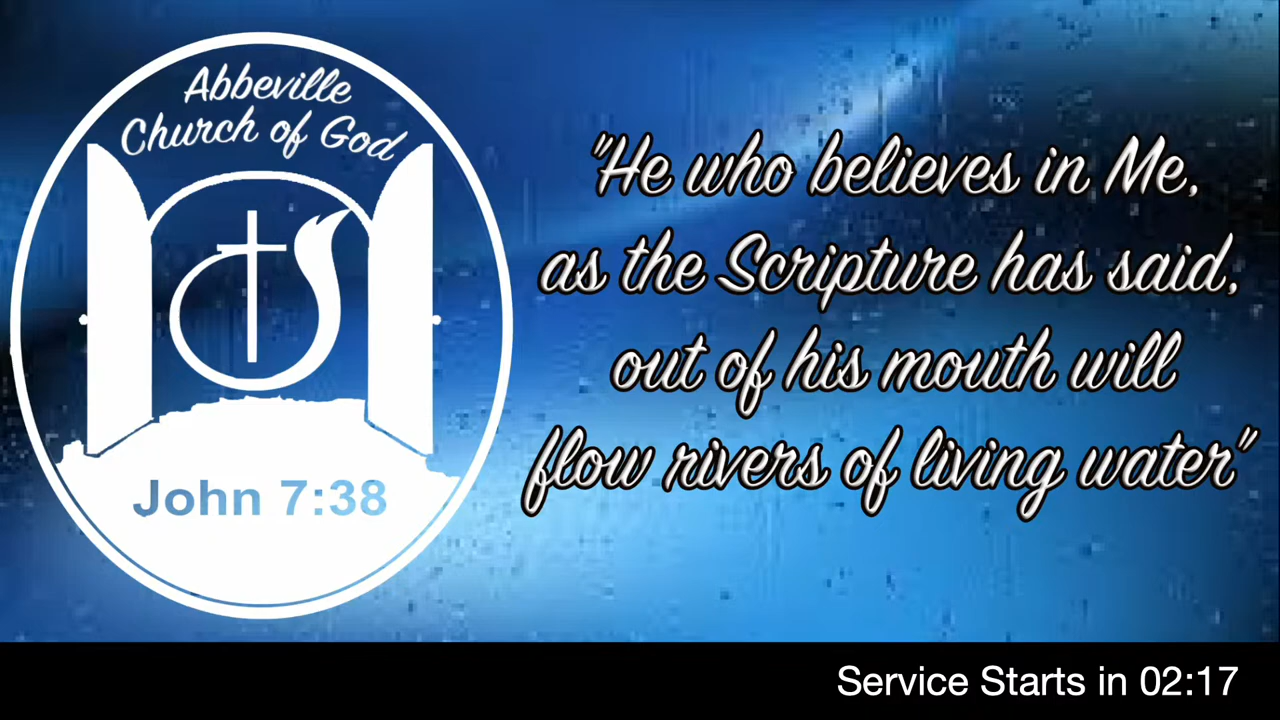 Abbeville
Church of God
John 7:38
"He who believes in Me,
as the Scripture has said,
out of his mouth will
flow rivers of living water"
Service Starts in 02:17